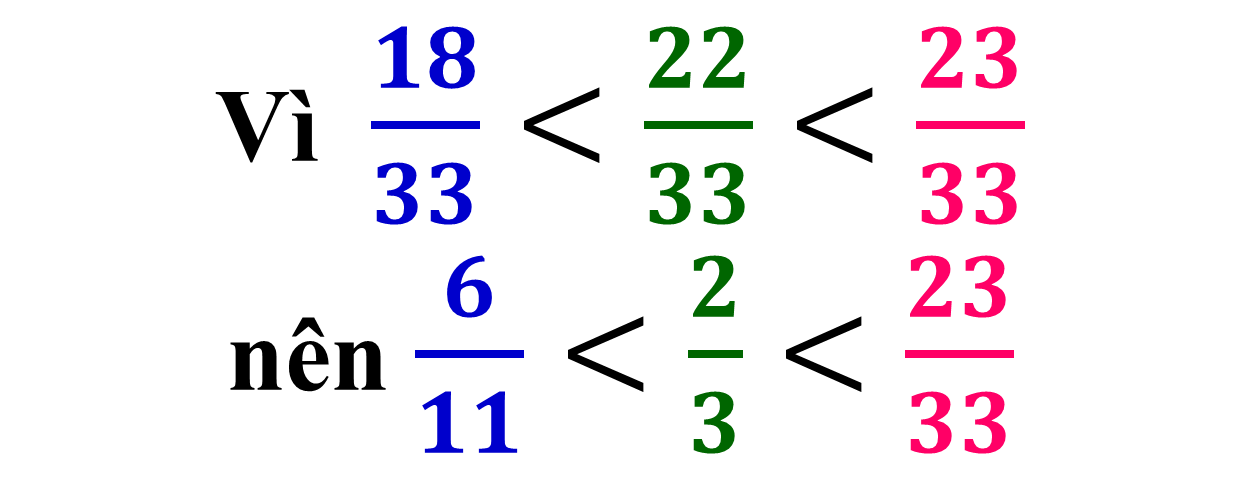 Vì 18/33 < 22/33 < 23/33
nên 6/11 < 2/3 < 23/33